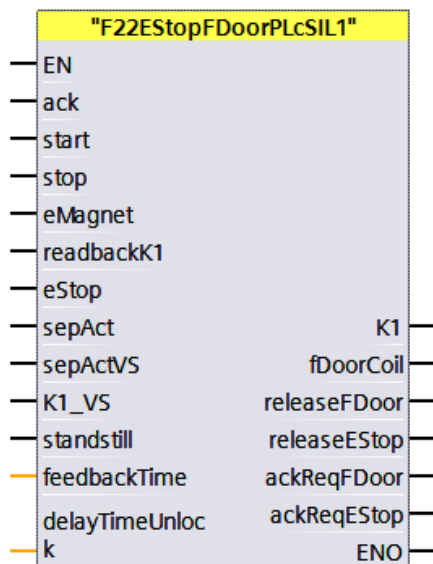 "F22EStopFDoorPLcSIL1"
EN
ack
start
stop
eMagnet
readbackK1
eStop
sepAct K1
sepActVS fDoorCoil
K1_VS releaseFDoor
standstill releaseEStop
feedbackTime ackReqFDoor
delayTimeUnloc ackReqEStop
k ENO